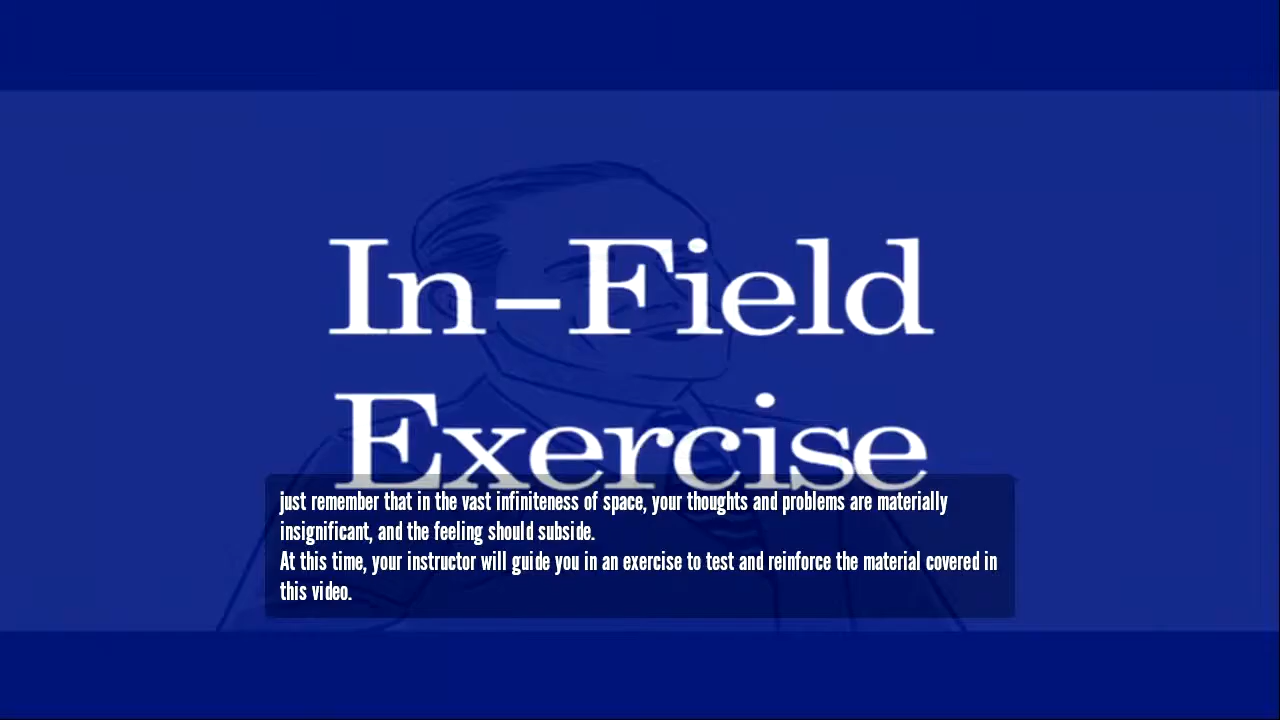 In-Field
Exercise
just remember that in the vast infiniteness of space, your thoughts and problems are materially
insignificant, and the feeling should subside.
At this time, your instructor will guide you in an exercise to test and reinforce the material covered in
this video.